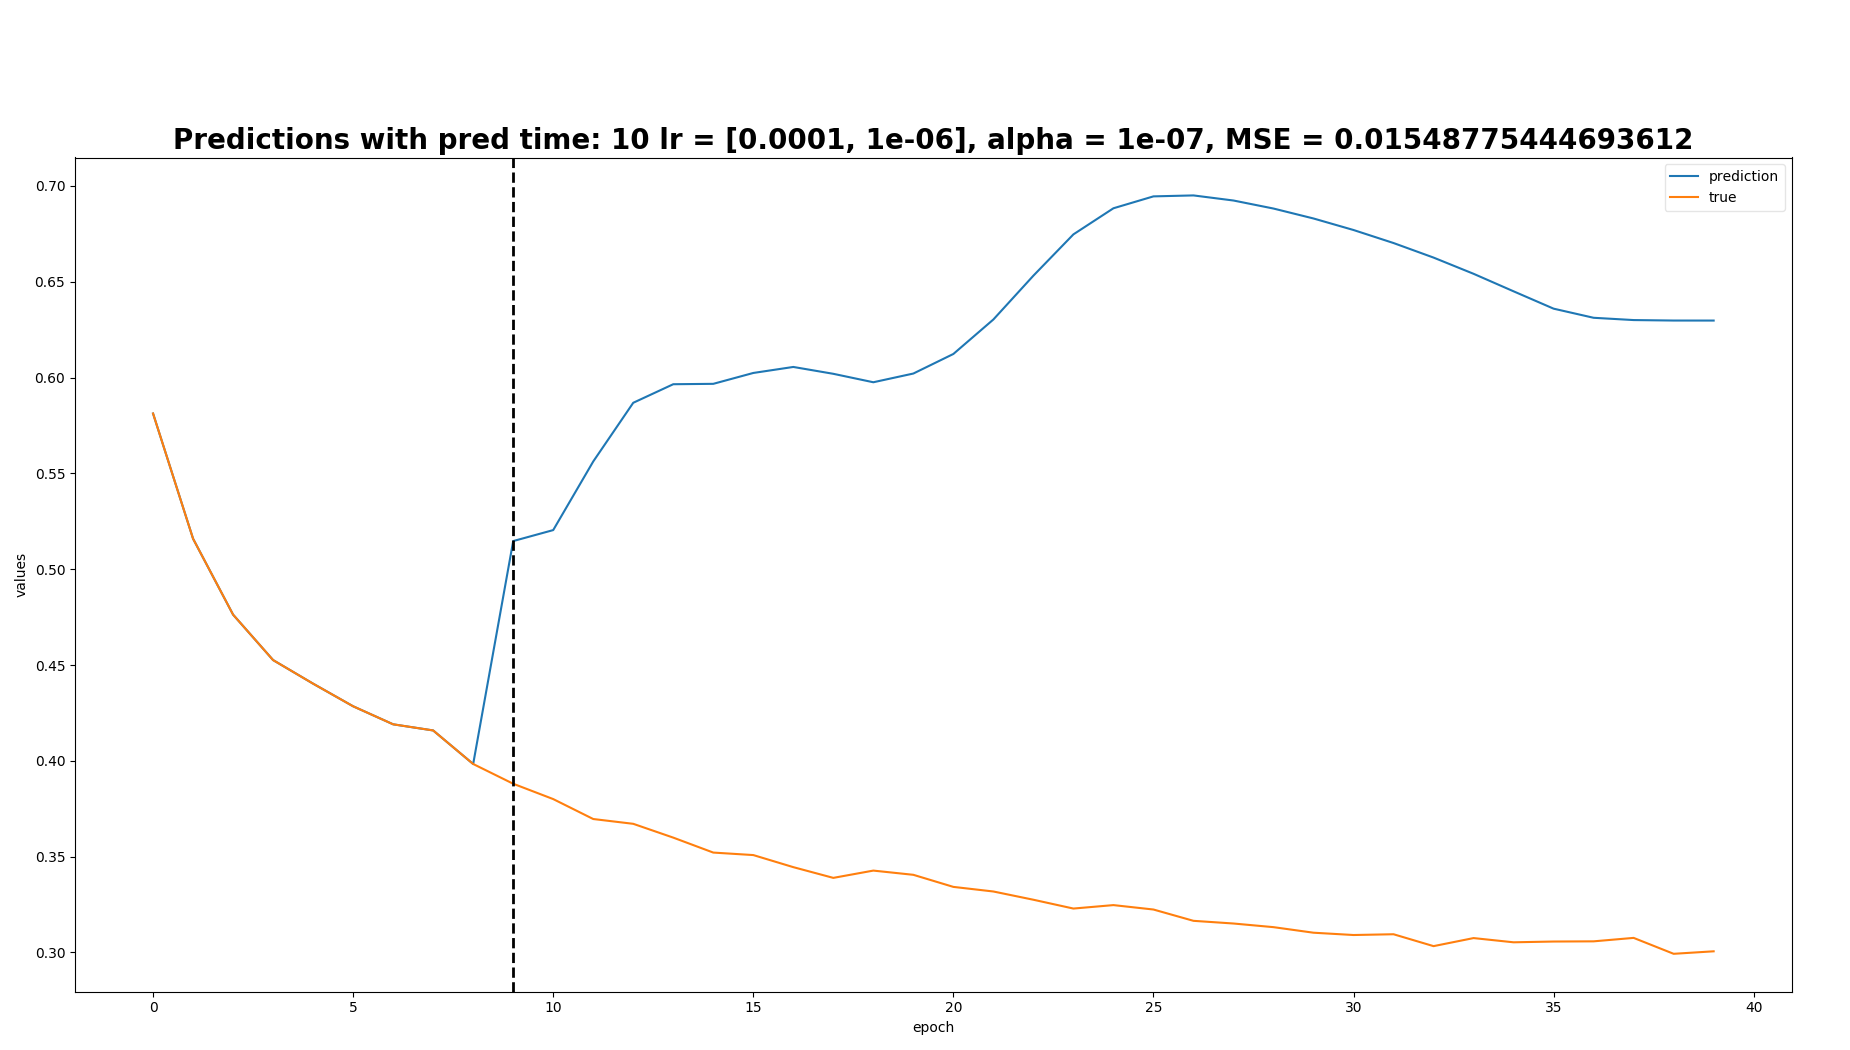 Predictions with pred time: 10 lr = [0.0001, 1e-06], alpha = 1e-07, MSE = 0.01548775444693612
prediction
true
0.70
0.65
0.60
0.55
0.50
0.45
0.40
0.35
0.30
values
0 5 10 15 20 25 30 35 40
epoch